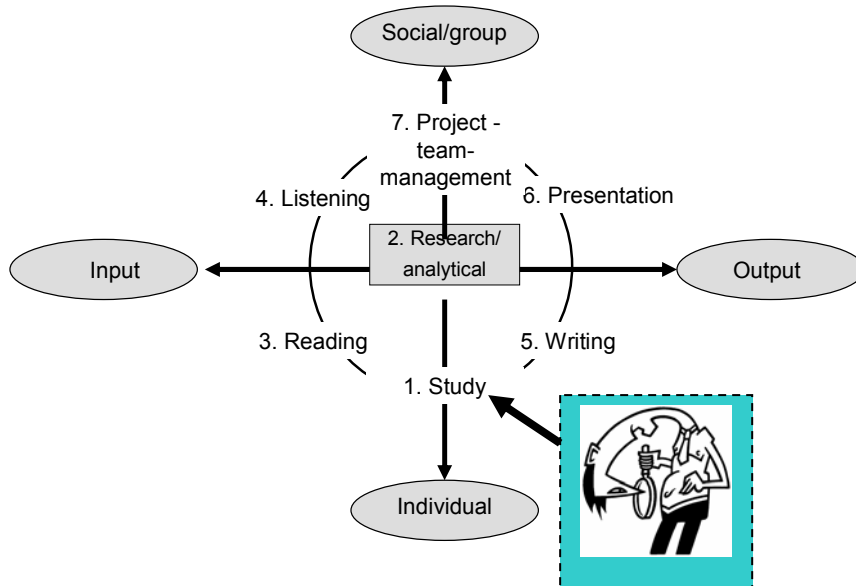 Social/group
7. Project -
team-
management
4. Listening
6. Presentation
2. Research/
analytical
Input
Output
3. Reading
5. Writing
1. Study
Individual